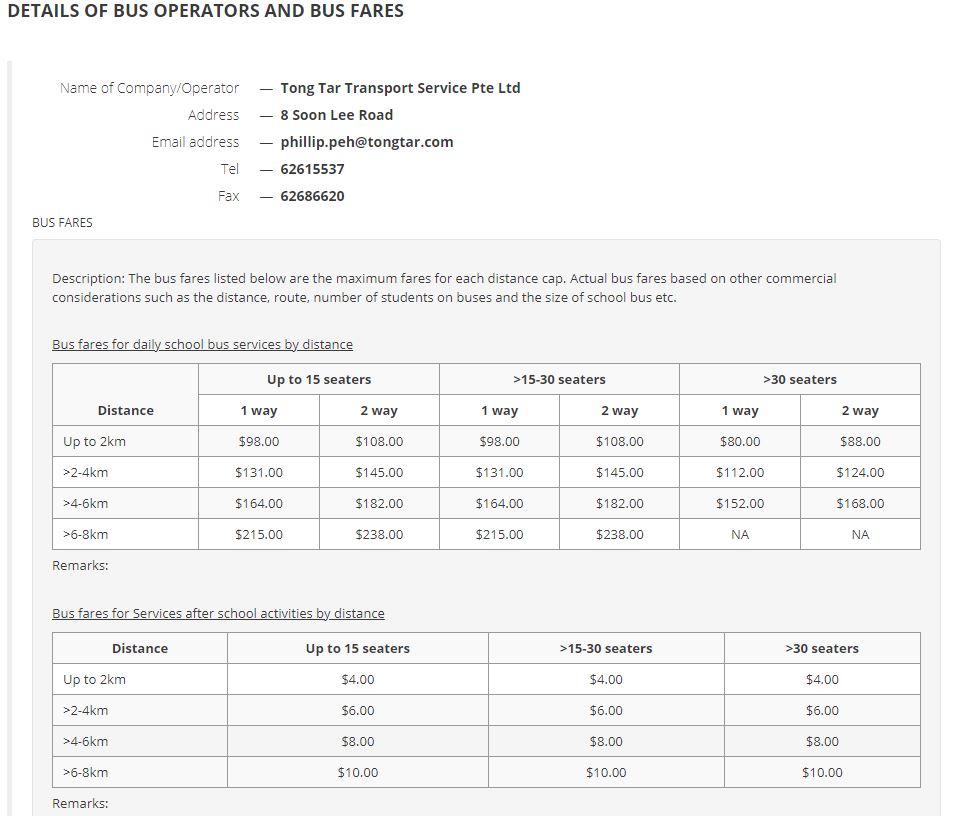 DETAILS OF BUS OPERATORS AND BUS FARES
Name of Company/Operator — Tong Tar Transport Service Pte Ltd
Address — 8 Soon Lee Road
Email address — phillip.peh@tongtar.com
Tel — 62615537
Fax — 62686620
BUS FARES
Description: The bus fares listed below are the maximum fares for each distance cap. Actual bus fares based on other commercial
considerations such as the distance, route, number of students on buses and the size of school bus etc.
Bus fares for daily school bus services by distance
Up to 15 seaters >15-30 seaters >30 seaters
Distance 1 way 2 way 1 way 2 way 1 way 2 way
Up to 2km $98.00 $108.00 $98.00 $108.00 $80.00 $88.00
>2-4km $131.00 $145.00 $131.00 $145.00 $112.00 $124.00
>4-6km $164.00 $182.00 $164.00 $182.00 $152.00 $168.00
>6-8km $215.00 $238.00 $215.00 $238.00 NA NA
Remarks:
Bus fares for Services after school activities by distance
Distance Up to 15 seaters >15-30 seaters >30 seaters
Up to 2km $4.00 $4.00 $4.00
>2-4km $6.00 $6.00 $6.00
>4-6km $8.00 $8.00 $8.00
>6-8km $10.00 $10.00 $10.00
Remarks: